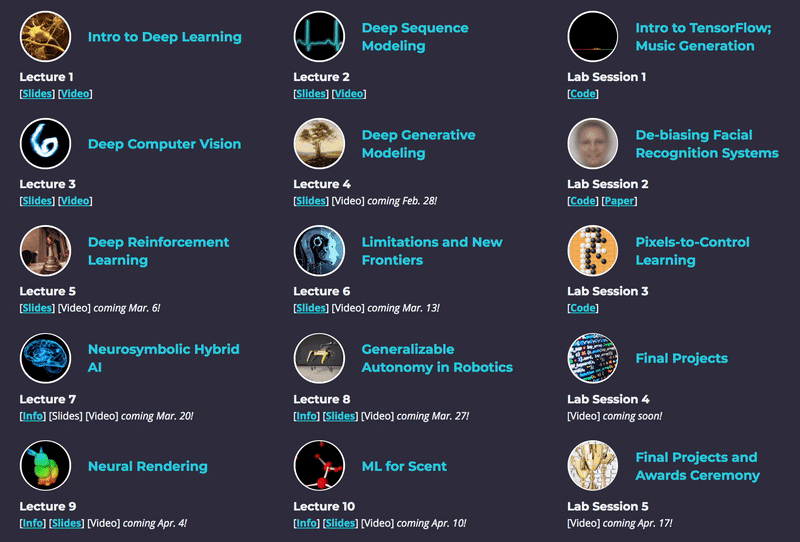 Intro to Deep Learning
Lecture 1
[Slides] [Video]
Deep Sequence
Modeling
Lecture 2
[Slides] [Video]
Intro to TensorFlow;
Music Generation
Lab Session 1
[Code]
Deep Computer Vision
Lecture 3
[Slides] [Video]
Deep Generative
Modeling
Lecture 4
[Slides] [Video] coming Feb. 28!
De-biasing Facial
Recognition Systems
Lab Session 2
[Code] [Paper]
Deep Reinforcement
Learning
Lecture 5
[Slides] [Video] coming Mar. 6!
Limitations and New
Frontiers
Lecture 6
[Slides] [Video] coming Mar. 13!
Pixels-to-Control
Learning
Lab Session 3
[Code]
Neurosymbolic Hybrid
AI
Lecture 7
[Info] [Slides] [Video] coming Mar. 20!
Generalizable
Autonomy in Robotics
Lecture 8
[Info] [Slides] [Video] coming Mar. 27!
Final Projects
Lab Session 4
[Video] coming soon!
Neural Rendering
Lecture 9
[Info] [Slides] [Video] coming Apr. 4!
ML for Scent
Lecture 10
[Info] [Slides] [Video] coming Apr. 10!
Final Projects and
Awards Ceremony
Lab Session 5
[Video] coming Apr. 17!